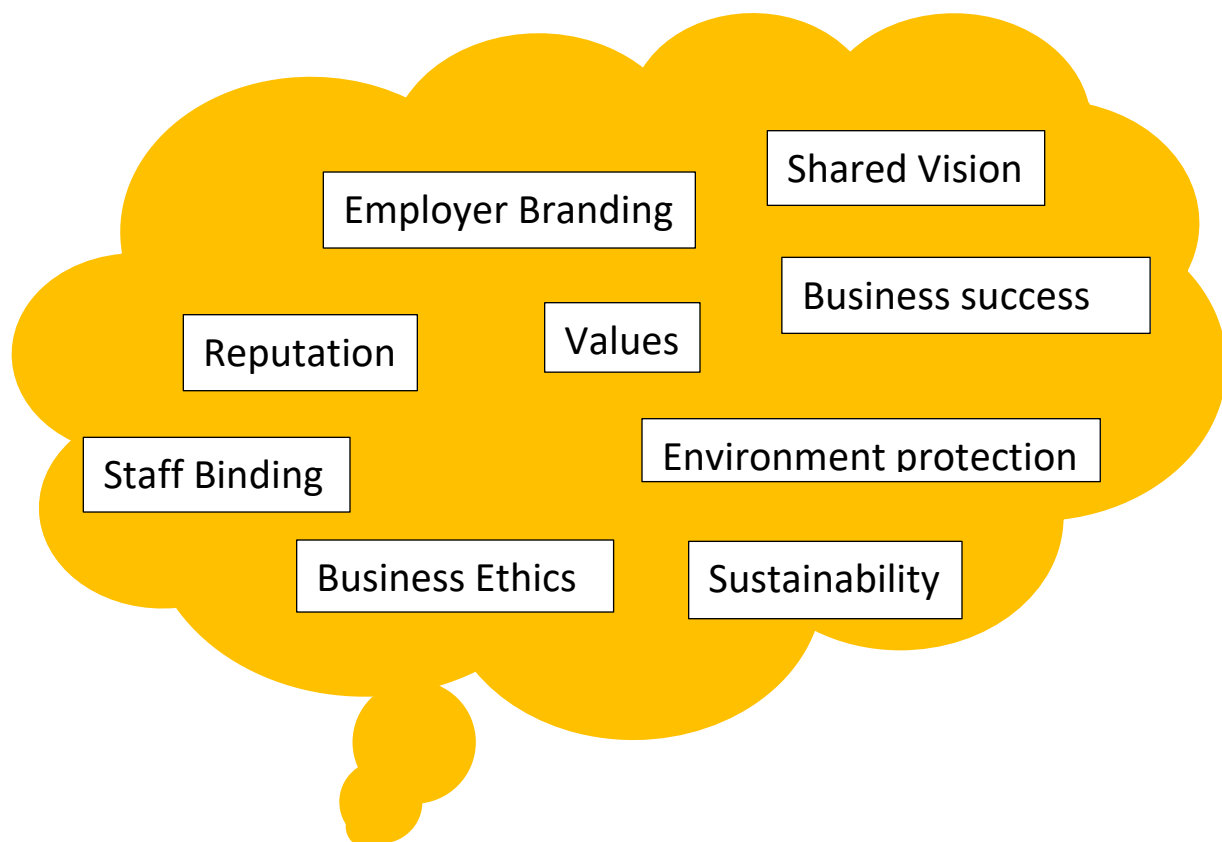 Shared Vision
Employer Branding
Business success
Values
Reputation
Environment protection
Staff Binding
Business Ethics
Sustainability